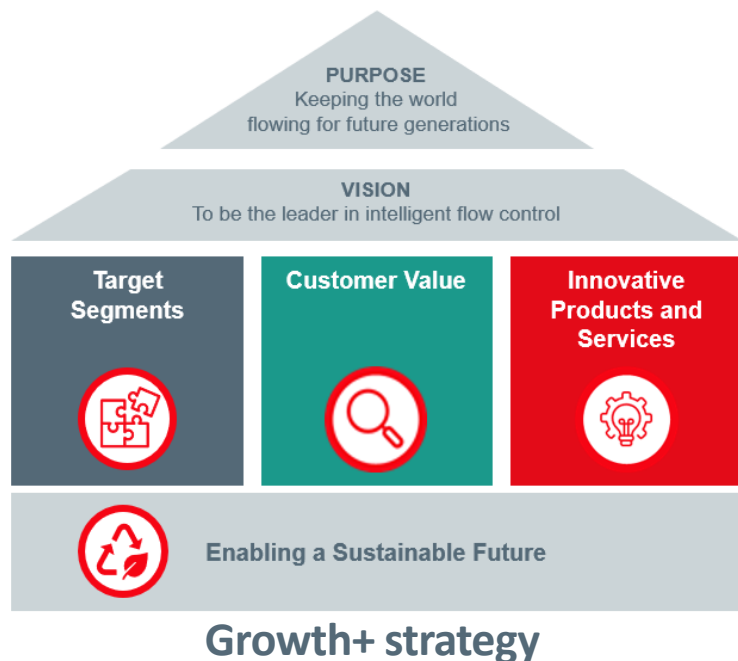 PURPOSE
Keeping the world
flowing for future generations
VISION
To be the leader in intelligent flow control
Target
Segments
Customer Value
Innovative
Products and
Services
Enabling a Sustainable Future
Growth+ strategy